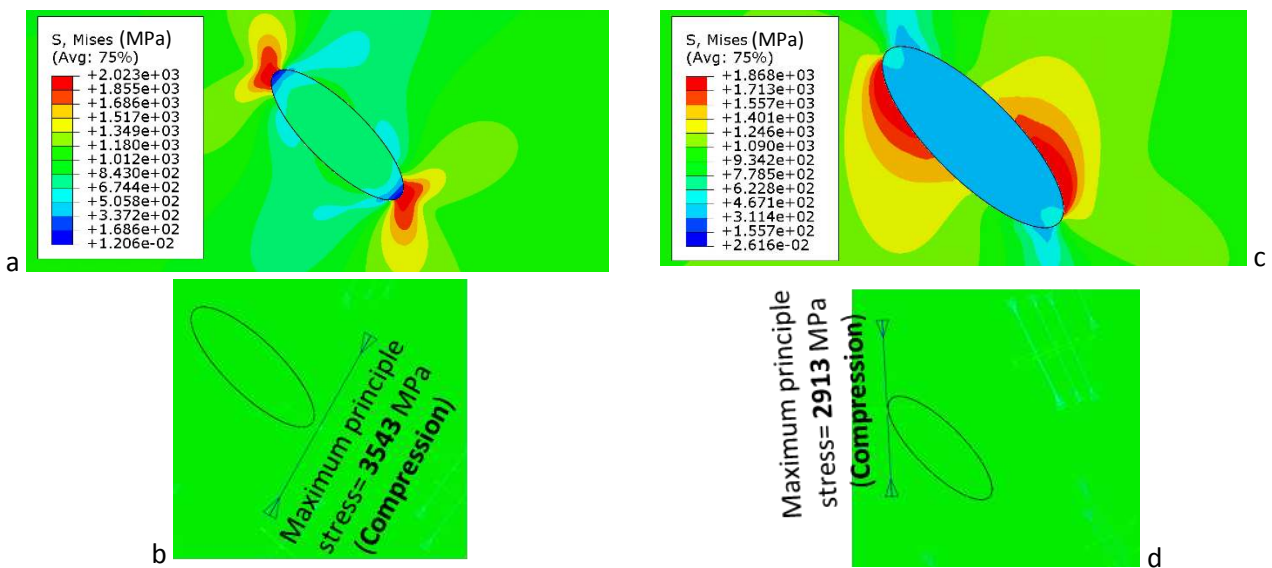 S, Mises (MPa)
(Avg: 75%)
+2.023e+03
+1.855e+03
+1.686e+03
+1.517e+03
+1.349e+03
+1.180e+03
+1.012e+03
+8.430e+02
+6.744e+02
+5.058e+02
+3.372e+02
+1.686e+02
+1.206e-02
a
S, Mises (MPa)
(Avg: 75%)
+1.868e+03
+1.713e+03
+1.557e+03
+1.401e+03
+1.246e+03
+1.090e+03
+9.342e+02
+7.785e+02
+6.228e+02
+4.671e+02
+3.114e+02
+1.557e+02
+2.616e-02
c
Maximum principle
stress= 3543 MPa
(Compression)
b
Maximum principle
stress= 2913 MPa
(Compression)
d